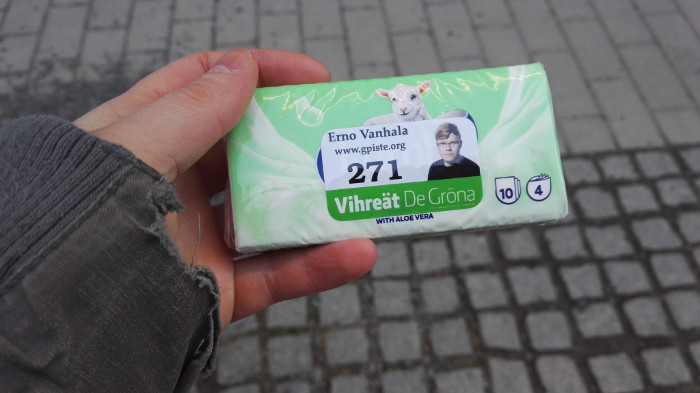 Erno Vanhala
www.gpiste.org
271
Vihreät De Gröna
10 4
WITH ALOE VERA